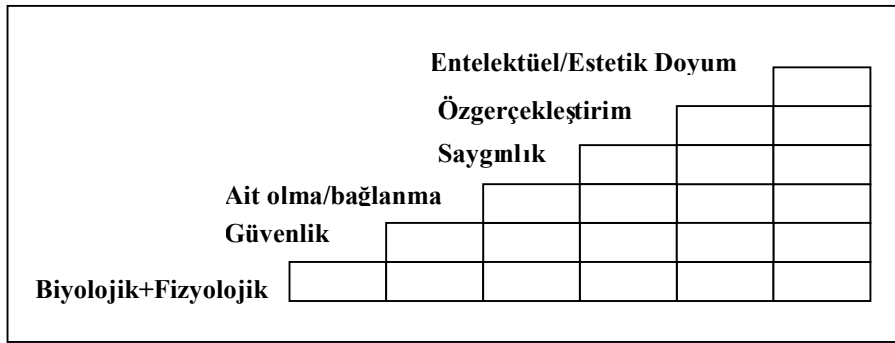 Entelektüel/Estetik Doyum
Özgerçekleştirim
Saygınlık
Ait olma/bağlanma
Güvenlik
Biyolojik+Fizyolojik